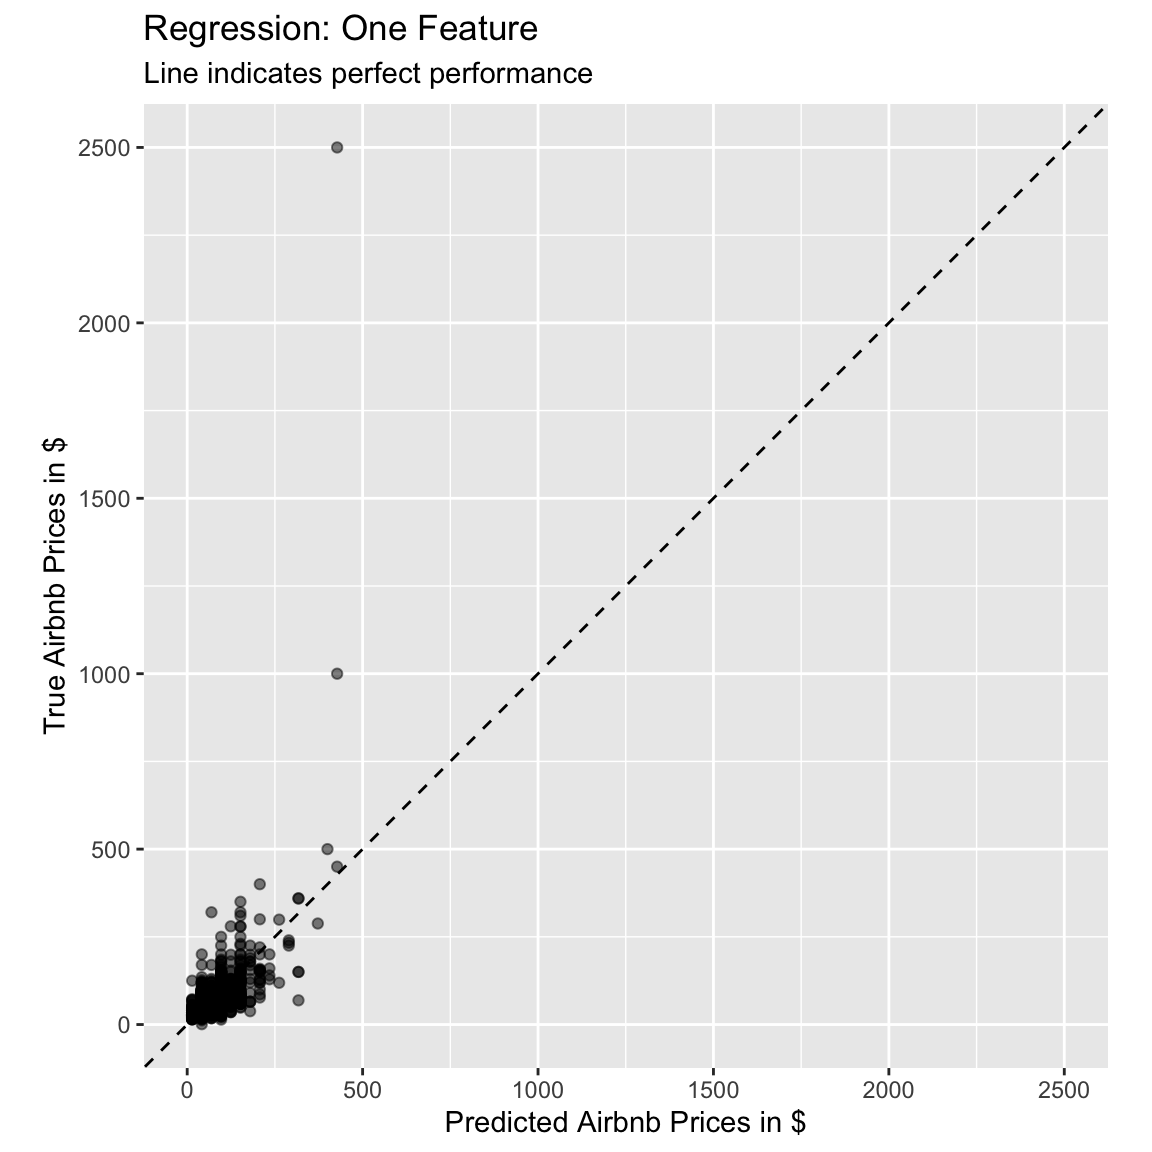 Regression: One Feature
Line indicates perfect performance
True Airbnb Prices in $
2500
2000
1500
1000
500
0
0 500 1000 1500 2000 2500
Predicted Airbnb Prices in $